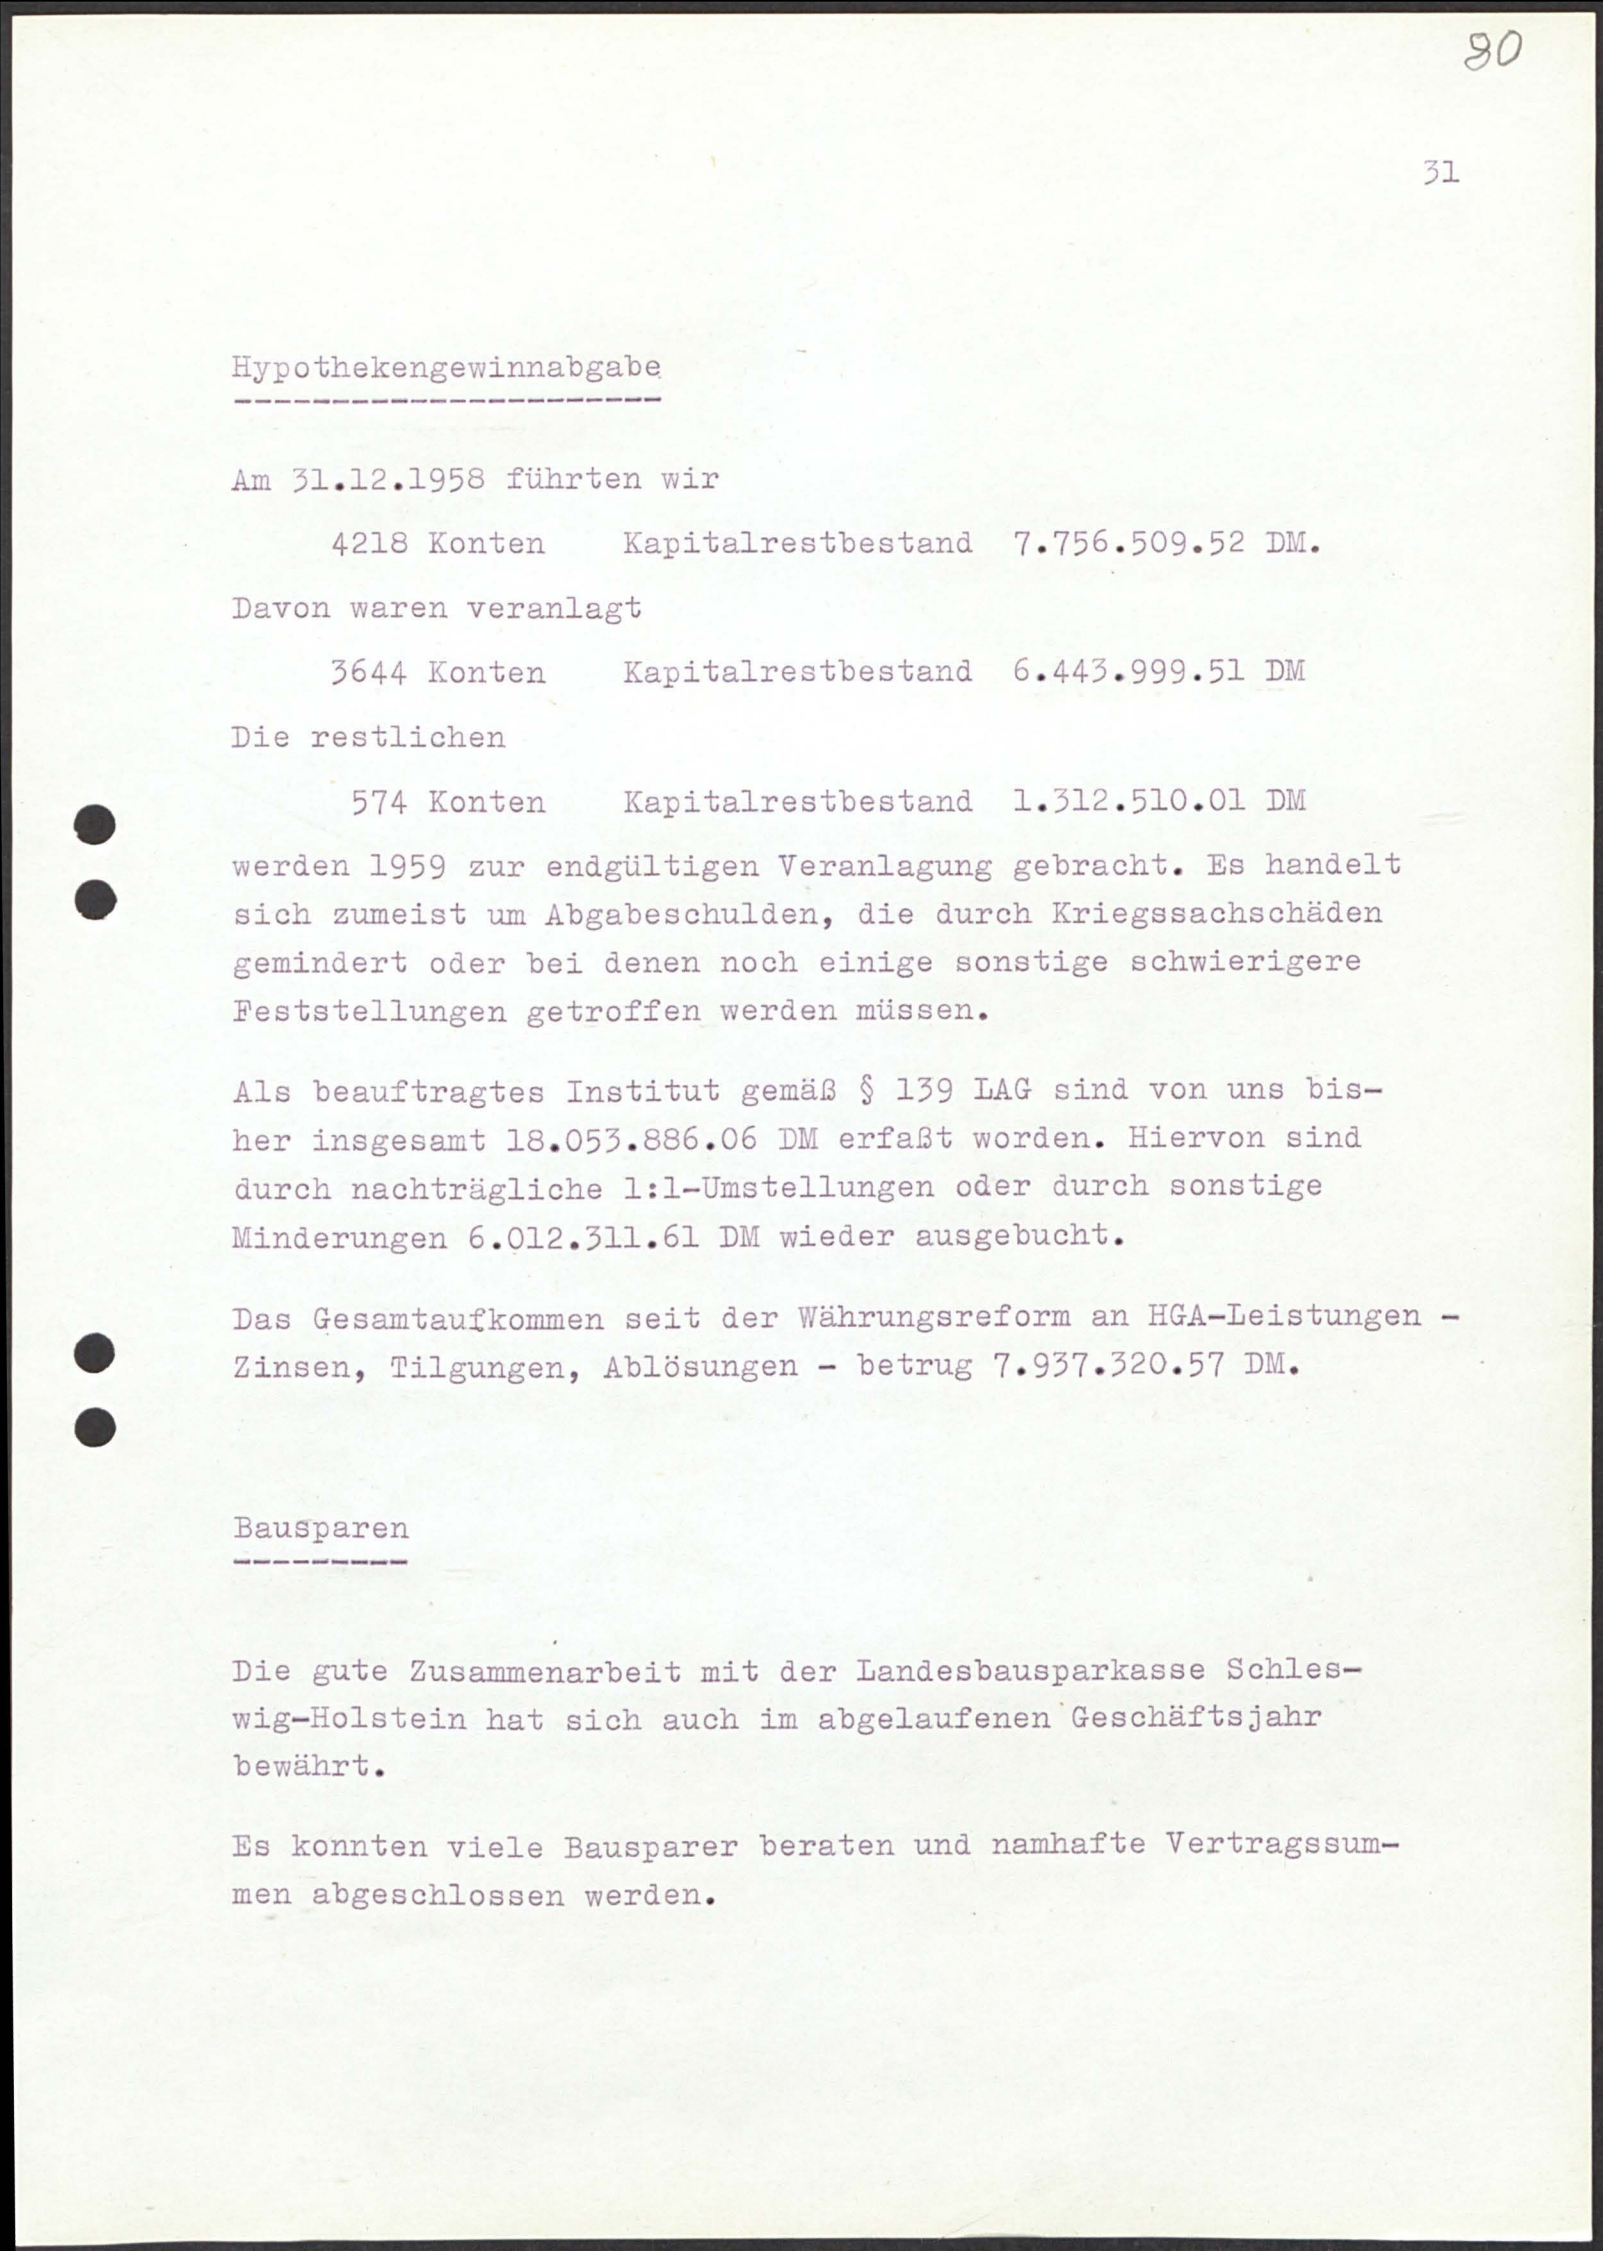 80
31
Hypothekengewinnabgabe
Am 31.12.1958 führten wir
4218 Konten Kapitalrestbestand 7.756.509.52 DM.
Davon waren veranlagt
3644 Konten Kapitalrestbestand 6.443.999.51 DM
Die restlichen
574 Konten Kapitalrestbestand 1.312.510.01 DM
werden 1959 zur endgültigen Veranlagung gebracht. Es handelt
sich zumeist um Abgabeschulden, die durch Kriegssachschäden
gemindert oder bei denen noch einige sonstige schwierigere
Feststellungen getroffen werden müssen.
Als beauftragtes Institut gemäß § 139 LAG sind von uns bis-
her insgesamt 18.053.886.06 DM erfaßt worden. Hiervon sind
durch nachträgliche 1:1-Umstellungen oder durch sonstige
Minderungen 6.012.311.61 DM wieder ausgebucht.
Das Gesamtaufkommen seit der Währungsreform an HGA-Leistungen -
Zinsen, Tilgungen, Ablösungen - betrug 7.937.320.57 DM.
Bausparen
Die gute Zusammenarbeit mit der Landesbausparkasse Schles-
wig-Holstein hat sich auch im abgelaufenen Geschäftsjahr
bewährt.
Es konnten viele Bausparer beraten und namhafte Vertragssum-
men abgeschlossen werden.